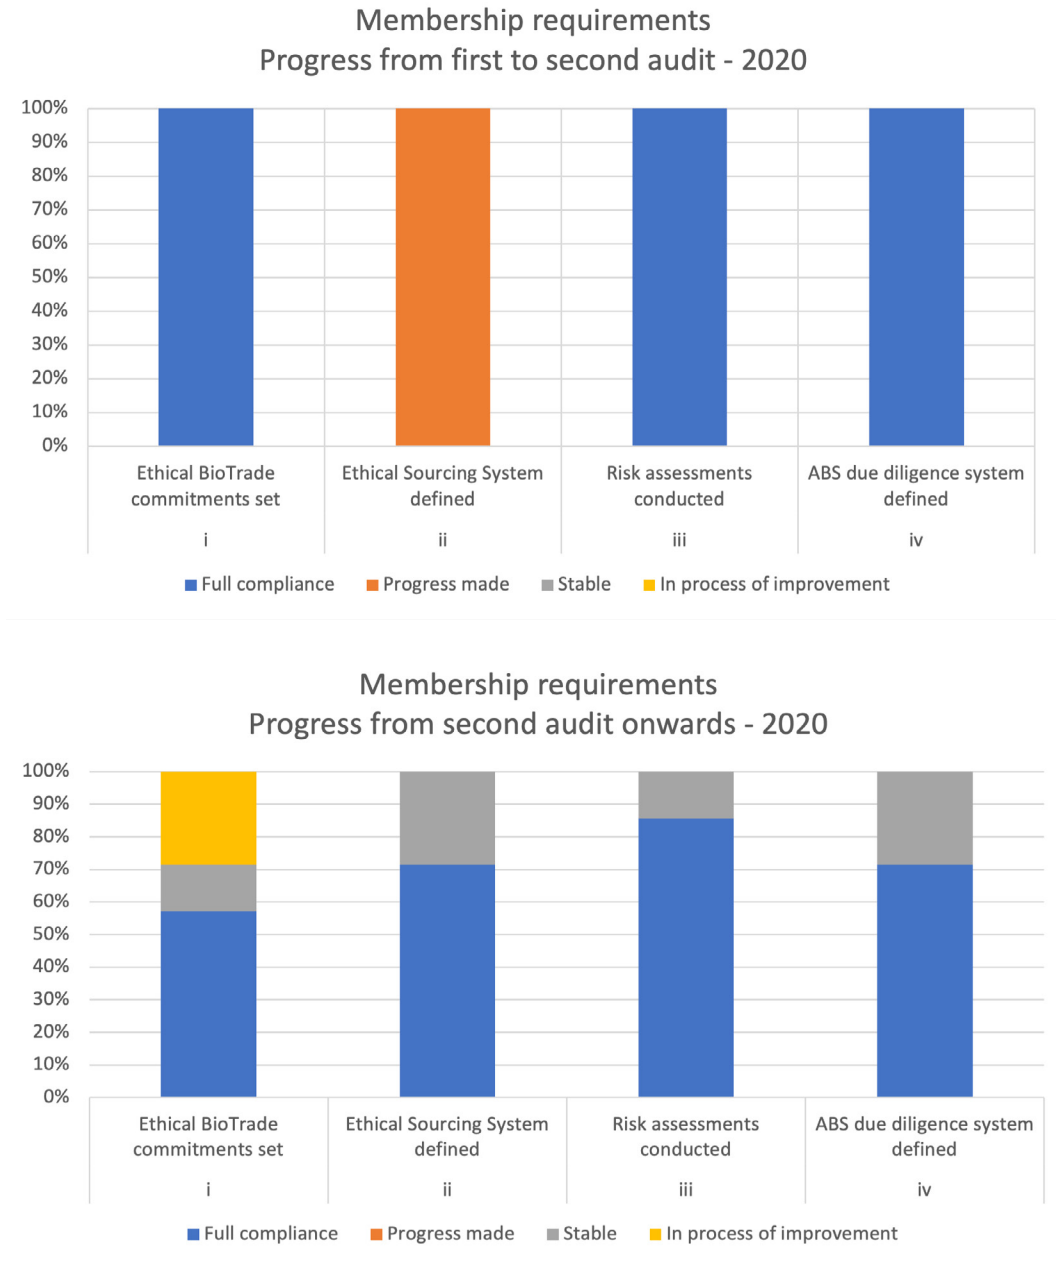 Membership requirements
Progress from first to second audit - 2020
100%
90%
80%
70%
60%
50%
40%
30%
20%
10%
0%
Ethical BioTrade
commitments set
i
Ethical Sourcing System
defined
ii
Risk assessments
conducted
iii
ABS due diligence system
defined
iv
Full compliance
Progress made
Stable
In process of improvement
Membership requirements
Progress from second audit onwards - 2020
100%
90%
80%
70%
60%
50%
40%
30%
20%
10%
0%
Ethical BioTrade
commitments set
i
Ethical Sourcing System
defined
ii
Risk assessments
conducted
iii
ABS due diligence system
defined
iv
Full compliance
Progress made
Stable
In process of improvement